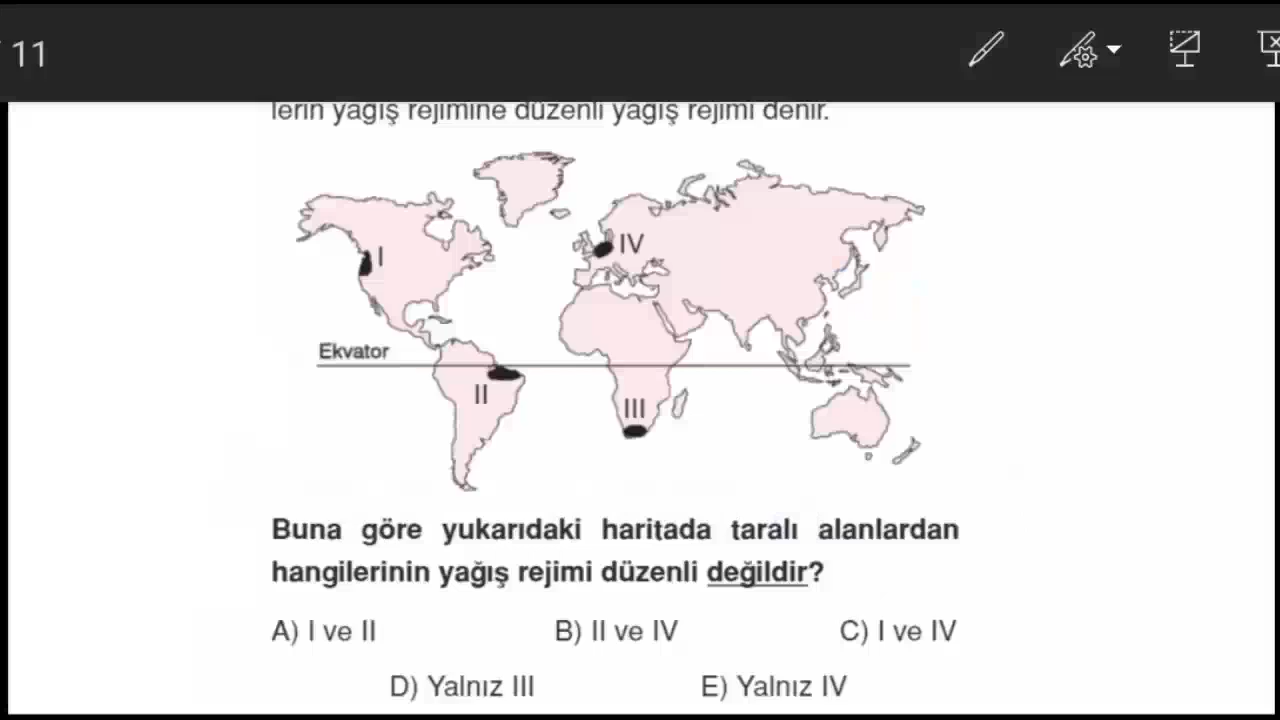 11
lerin yağış rejimine düzenli yağış rejimi denir.
I
IV
Ekvator
II
III
Buna göre yukarıdaki haritada taralı alanlardan
hangilerinin yağış rejimi düzenli değildir?
A) I ve II
B) II ve IV
C) I ve IV
D) Yalnız III
E) Yalnız IV